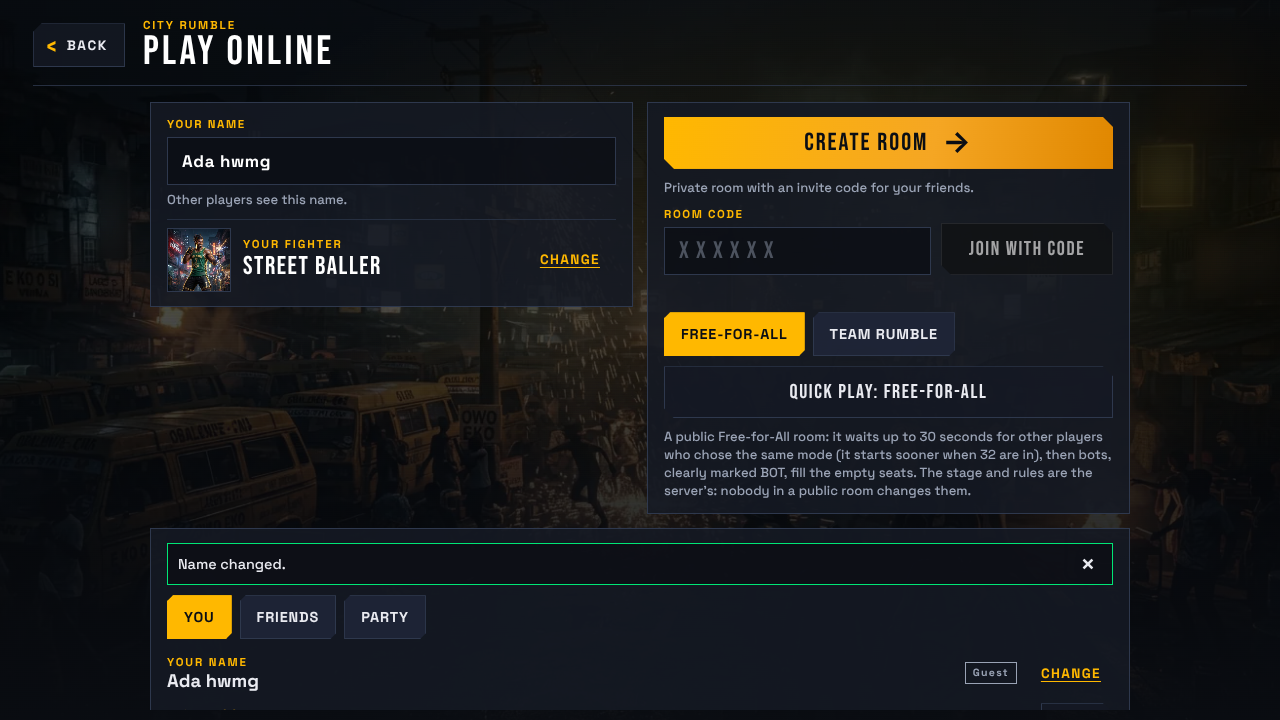 < BACK
CITY RUMBLE
PLAY ONLINE
YOUR NAME
Ada hwmg
Other players see this name.
YOUR FIGHTER
STREET BALLER
CHANGE
CREATE ROOM →
Private room with an invite code for your friends.
ROOM CODE
XXXXXX
JOIN WITH CODE
FREE-FOR-ALL
TEAM RUMBLE
QUICK PLAY: FREE-FOR-ALL
A public Free-for-All room: it waits up to 30 seconds for other players
who chose the same mode (it starts sooner when 32 are in), then bots,
clearly marked BOT, fill the empty seats. The stage and rules are the
server's: nobody in a public room changes them.
Name changed.
×
YOU
FRIENDS
PARTY
YOUR NAME
Ada hwmg
Guest
CHANGE